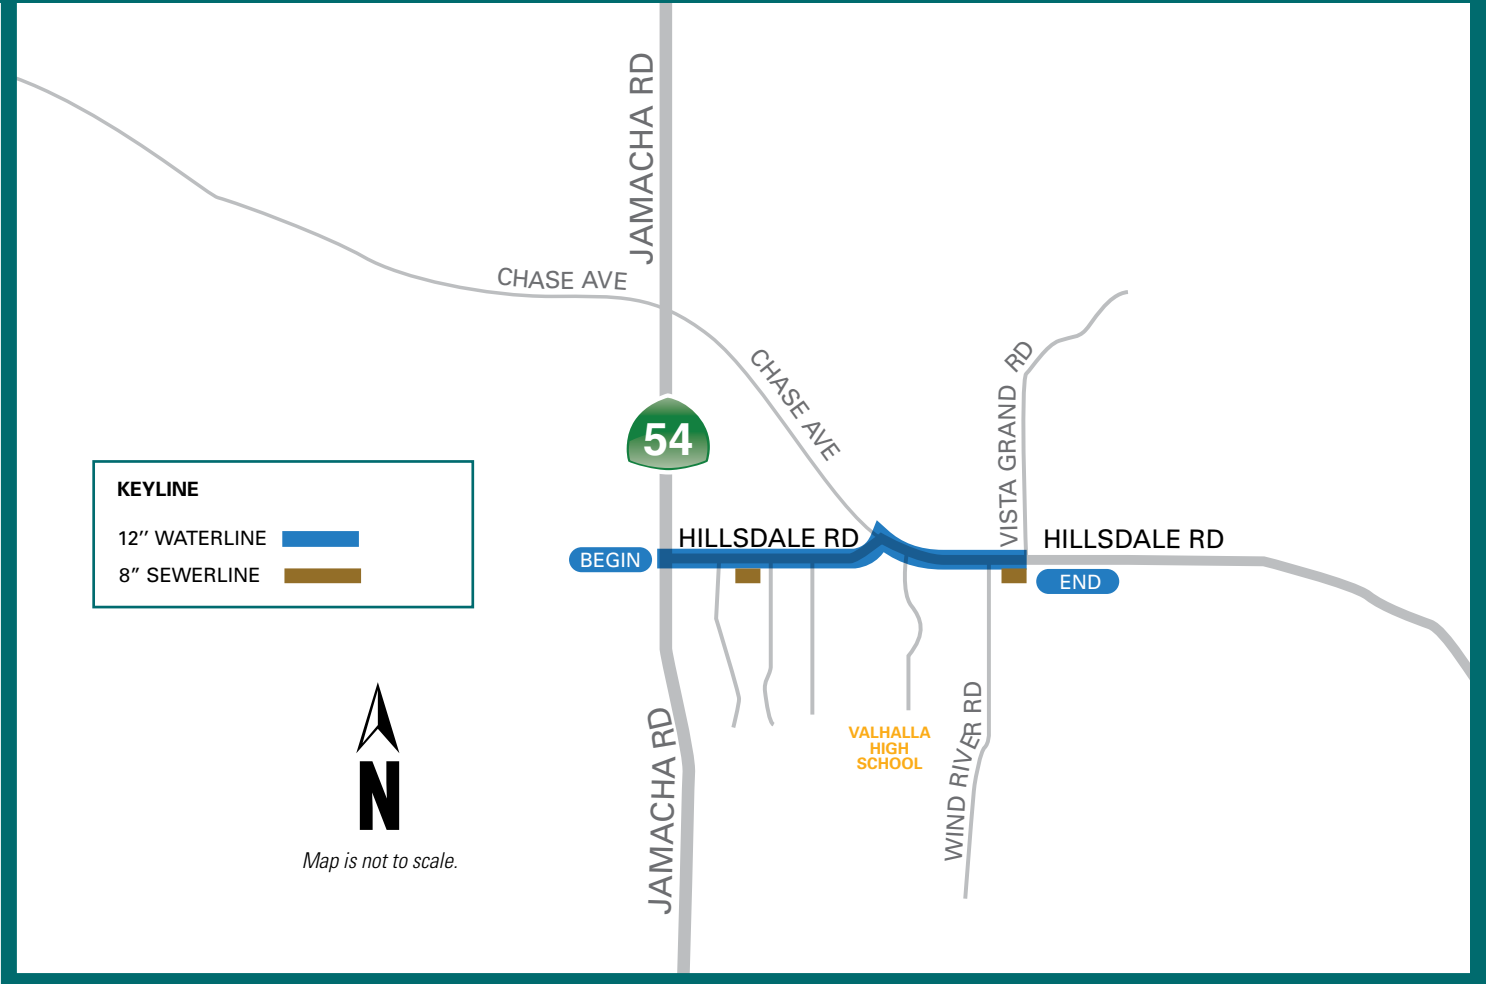 JAMACHA RD
CHASE AVE
CHASE AVE
VISTA GRAND RD
54
KEYLINE
12’’ WATERLINE
8” SEWERLINE
HILLSDALE RD
HILLSDALE RD
BEGIN
END
VALHALLA
HIGH
SCHOOL
WIND RIVER RD
JAMACHA RD
N
Map is not to scale.